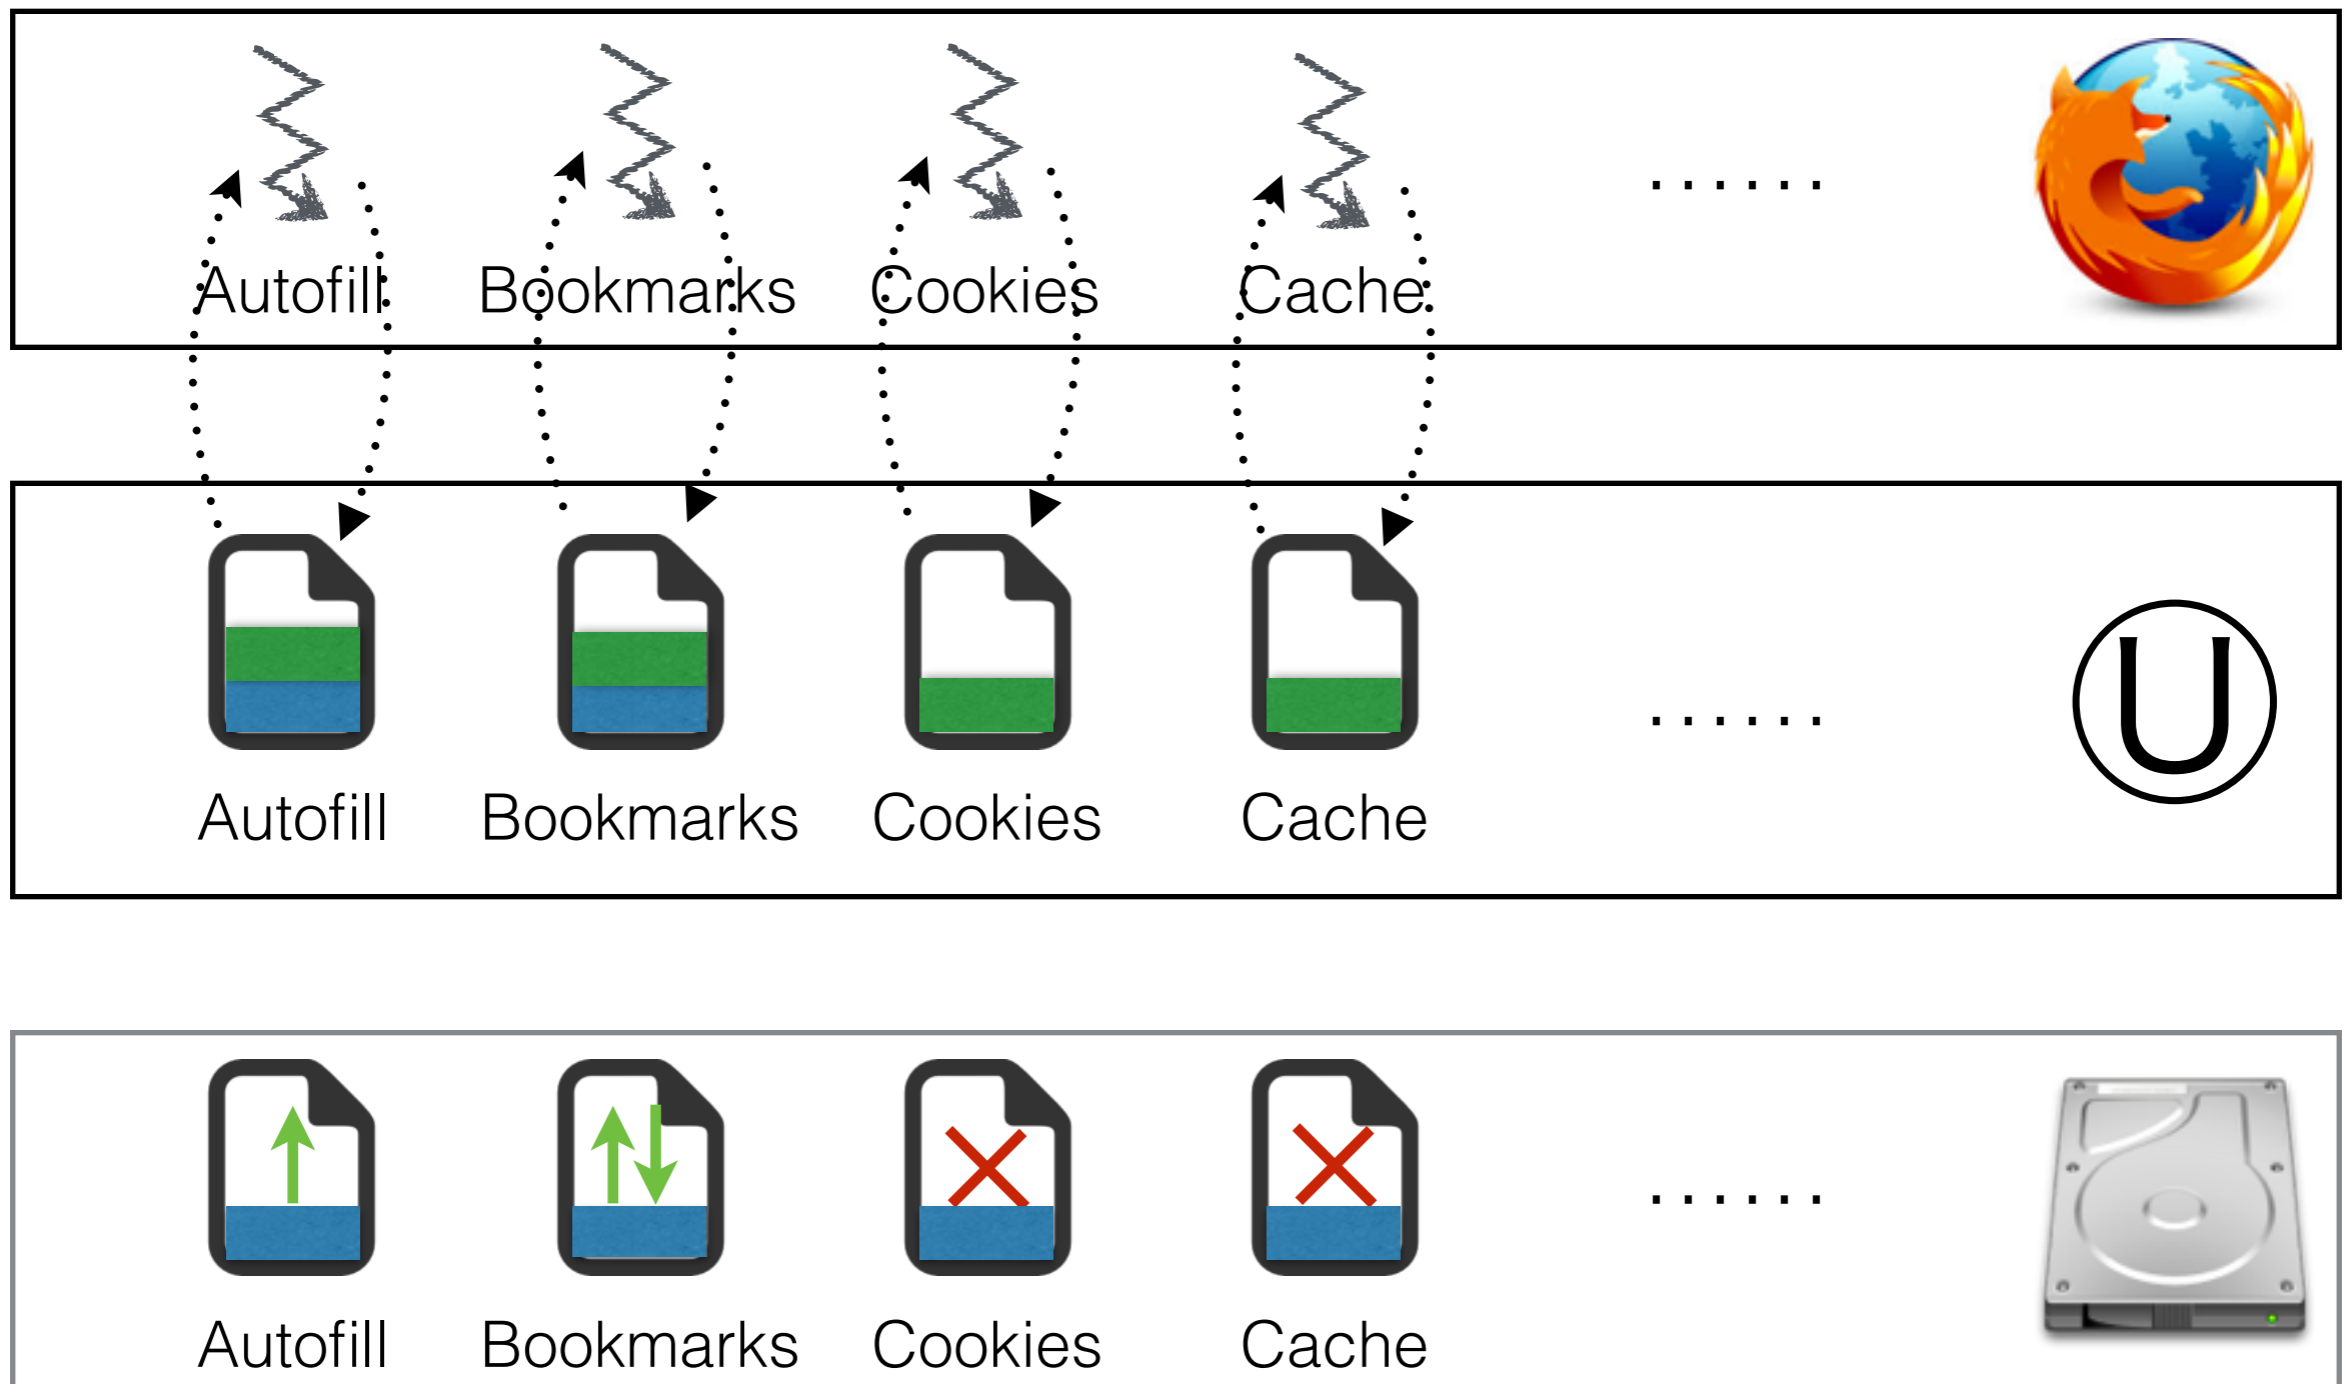 Autofill Bookmarks Cookies Cache ......
...... U
Autofill Bookmarks Cookies Cache
......
Autofill Bookmarks Cookies Cache